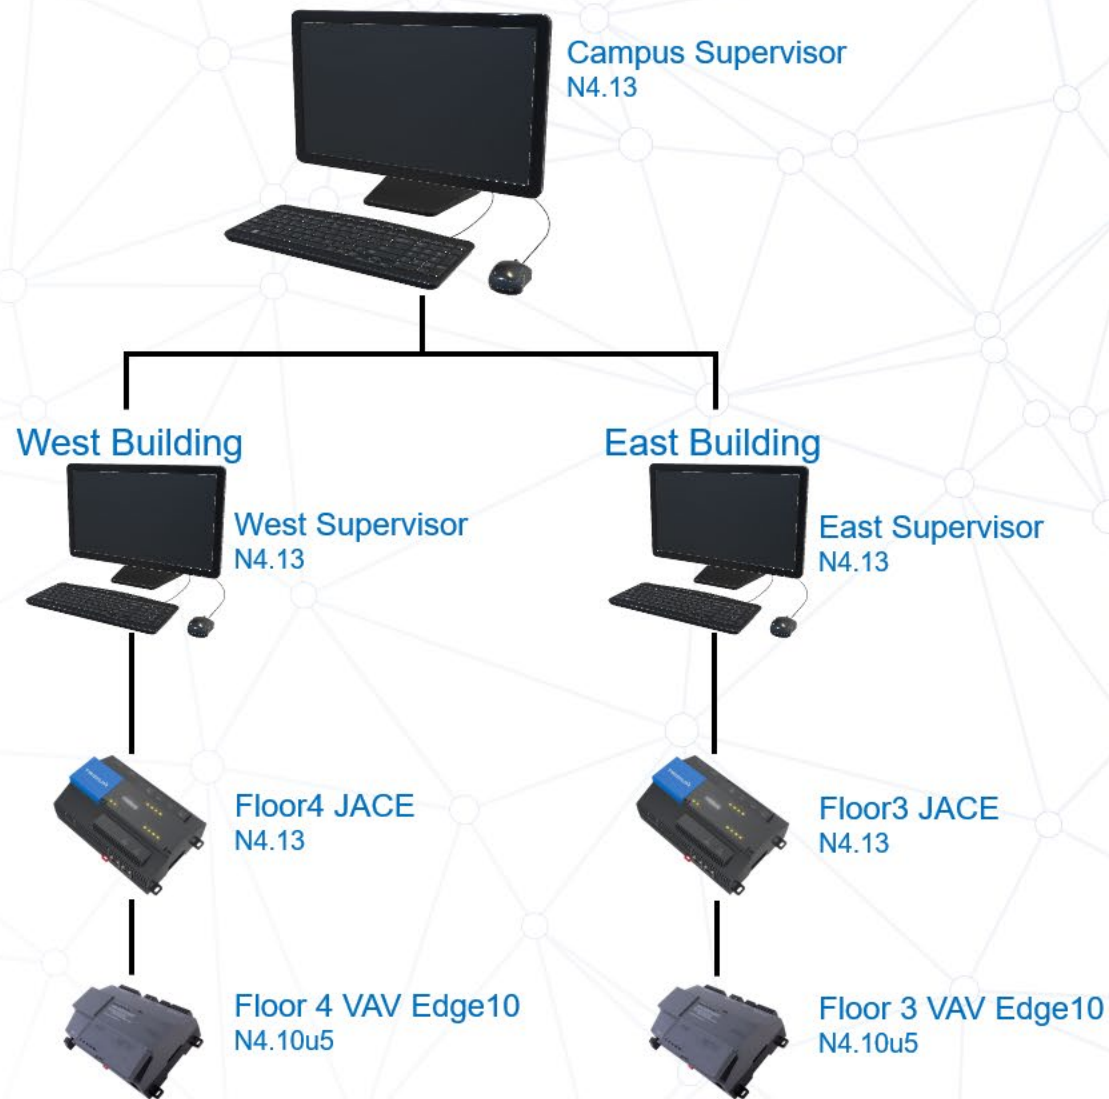 Campus Supervisor
N4.13
West Building
East Building
West Supervisor
N4.13
East Supervisor
N4.13
Floor4 JACE
N4.13
Floor3 JACE
N4.13
Floor 4 VAV Edge10
N4.10u5
Floor 3 VAV Edge10
N4.10u5